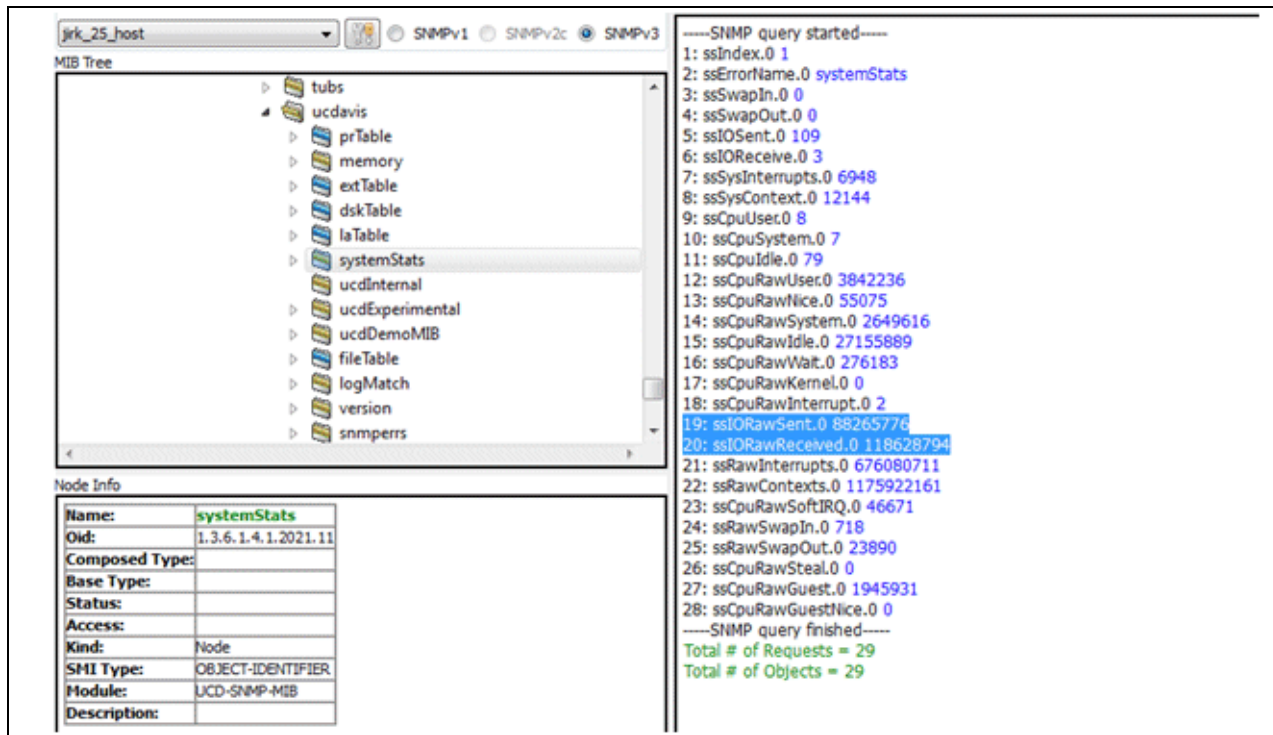 jirk_25_host
SNMPv1 SNMPv2c SNMPv3
MIB Tree
tubs
ucdavis
prTable
memory
extTable
dskTable
laTable
systemStats
ucdInternal
ucdExperimental
ucdDemoMIB
fileTable
logMatch
version
snmperrs
Node Info
Name: systemStats
Oid: 1.3.6.1.4.1.2021.11
Composed Type:
Base Type:
Status:
Access:
Kind: Node
SMI Type: OBJECT-IDENTIFIER
Module: UCD-SNMP-MIB
Description:
-----SNMP query started-----
1: ssIndex.0 1
2: ssErrorName.0 systemStats
3: ssSwapIn.0 0
4: ssSwapOut.0 0
5: ssIOSent.0 109
6: ssIOReceive.0 3
7: ssSysInterrupts.0 6948
8: ssSysContext.0 12144
9: ssCpuUser.0 8
10: ssCpuSystem.0 7
11: ssCpuIdle.0 79
12: ssCpuRawUser.0 3842236
13: ssCpuRawNice.0 55075
14: ssCpuRawSystem.0 2649616
15: ssCpuRawIdle.0 27155889
16: ssCpuRawWait.0 276183
17: ssCpuRawKernel.0 0
18: ssCpuRawInterrupt.0 2
19: ssIORawSent.0 88265776
20: ssIORawReceived.0 118628794
21: ssRawInterrupts.0 676080711
22: ssRawContexts.0 1175922161
23: ssCpuRawSoftIRQ.0 46671
24: ssRawSwapIn.0 718
25: ssRawSwapOut.0 23890
26: ssCpuRawSteal.0 0
27: ssCpuRawGuest.0 1945931
28: ssCpuRawGuestNice.0 0
-----SNMP query finished-----
Total # of Requests = 29
Total # of Objects = 29